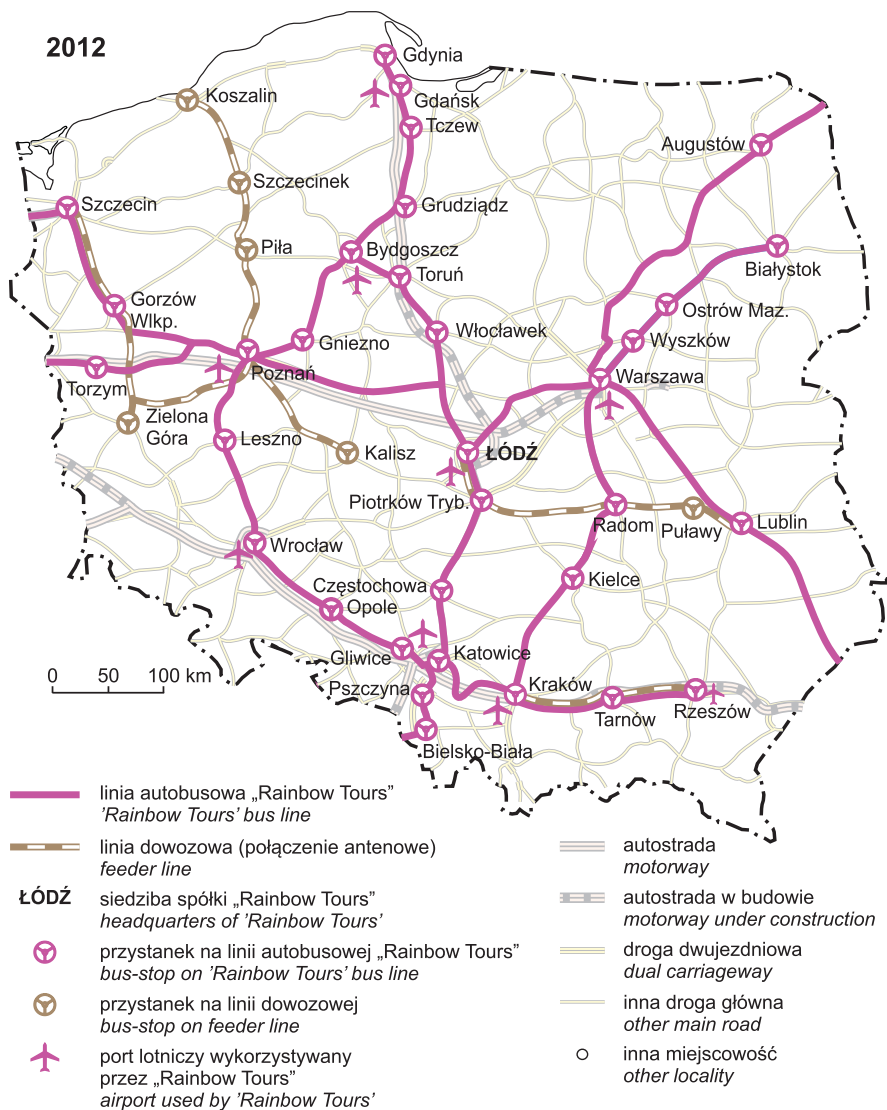 2012
Gdynia
Gdańsk
Tczew
Koszalin
Augustów
Szczecinek
Szczecin
Grudziądz
Piła
Bydgoszcz
Białystok
Toruń
Gorzów
Wlkp.
Ostrów Maz.
Gniezno
Włocławek
Wyszków
Poznań
Torzym
Warszawa
Zielona
Góra
Leszno
Kalisz
ŁÓDŹ
Piotrków Tryb.
Radom
Puławy
Lublin
Wrocław
Częstochowa
Kielce
Opole
Gliwice
Katowice
0 50 100 km
Pszczyna
Kraków
Tarnów
Rzeszów
Bielsko-Biała
linia autobusowa „Rainbow Tours”
’Rainbow Tours’ bus line
linia dowozowa (połączenie antenowe)
feeder line
ŁÓDŹ siedziba spółki „Rainbow Tours”
headquarters of ’Rainbow Tours’
przystanek na linii autobusowej „Rainbow Tours”
bus-stop on ’Rainbow Tours’ bus line
przystanek na linii dowozowej
bus-stop on feeder line
port lotniczy wykorzystywany
przez „Rainbow Tours”
airport used by ’Rainbow Tours’
autostrada
motorway
autostrada w budowie
motorway under construction
droga dwujezdniowa
dual carriageway
inna droga główna
other main road
inna miejscowość
other locality